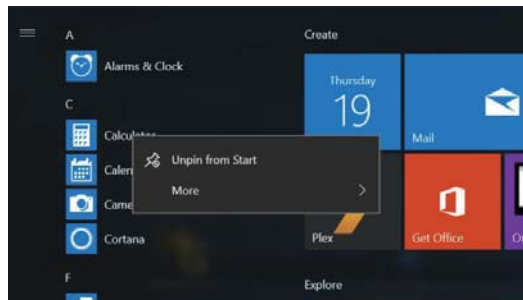 A
Alarms & Clock
C
Calculator
Calen
Came
Cortana
F
Unpin from Start
More
Create
Thursday
19
Mail
Plex
Get Office
Explore